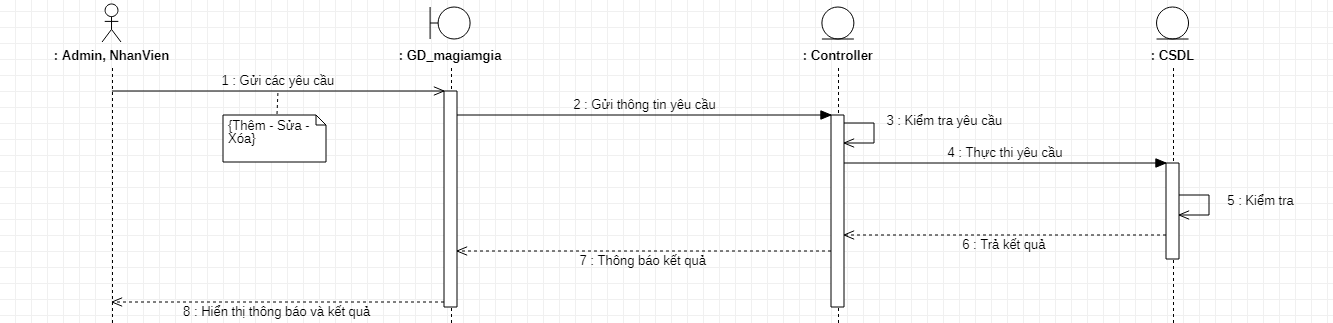 : Admin, NhanVien
: GD_magiamgia
: Controller
: CSDL
1 : Gửi các yêu cầu
{Thêm - Sửa -
Xóa}
2 : Gửi thông tin yêu cầu
3 : Kiểm tra yêu cầu
4 : Thực thi yêu cầu
5 : Kiểm tra
6 : Trả kết quả
7 : Thông báo kết quả
8 : Hiển thị thông báo và kết quả